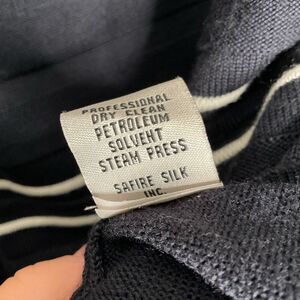 PROFESSIONAL
DRY CLEAN
PETROLEUM
SOLVENT
STEAM PRESS
SAFIRE SILK
INC.